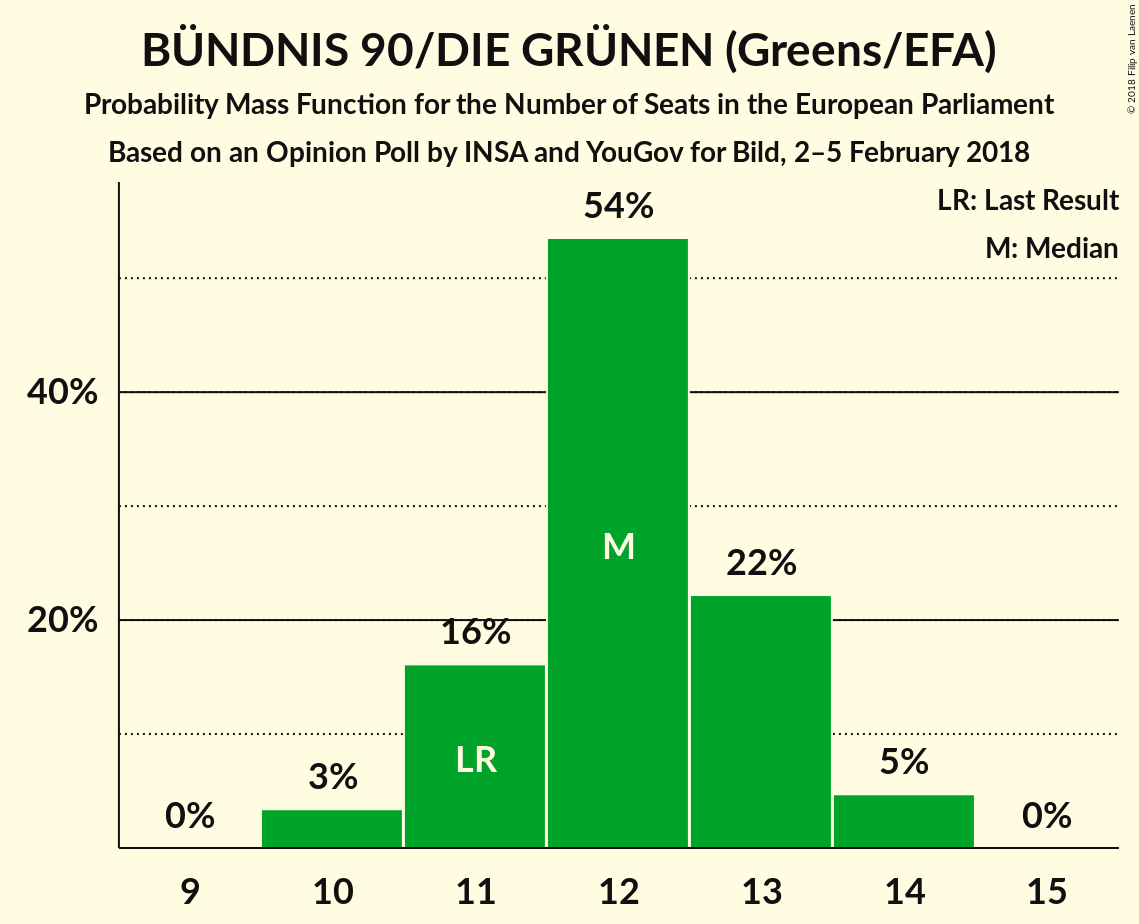 BÜNDNIS 90/DIE GRÜNEN (Greens/EFA)
Probability Mass Function for the Number of Seats in the European Parliament
Based on an Opinion Poll by INSA and YouGov for Bild, 2–5 February 2018
© 2018 Filip van Laenen
LR: Last Result
M: Median
40%
20%
0%
3%
16%
54%
22%
5%
0%
LR
M
9 10 11 12 13 14 15